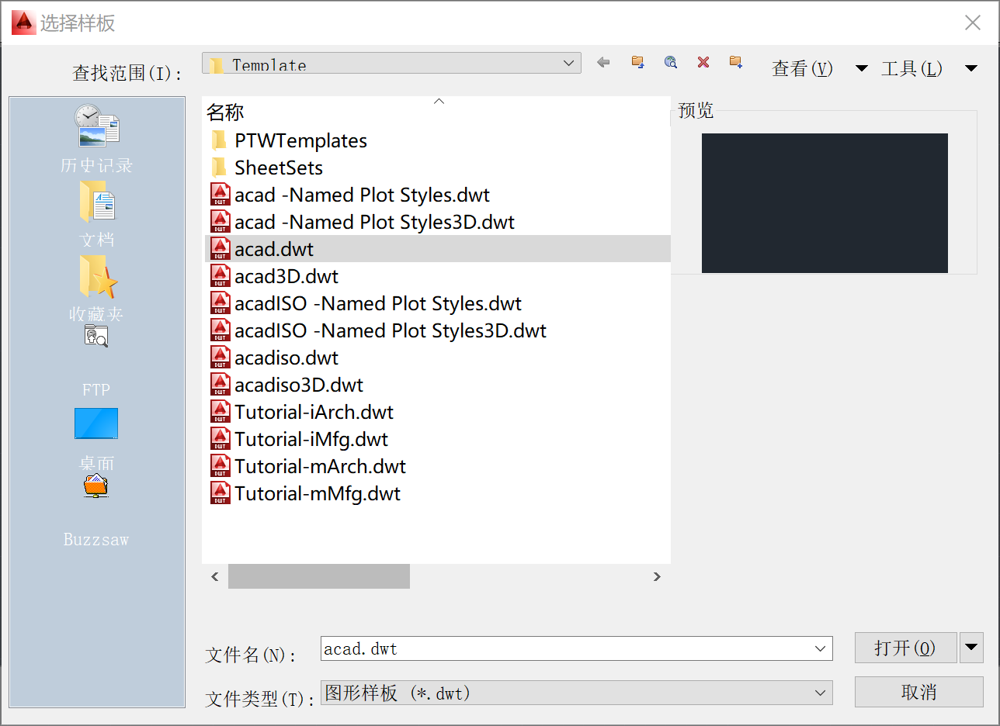 选择样板
查找范围(I):
Template
查看(V)
工具(L)
历史记录
文档
收藏夹
FTP
桌面
Buzzsaw
名称
PTWTemplates
SheetSets
acad -Named Plot Styles.dwt
acad -Named Plot Styles3D.dwt
acad.dwt
acad3D.dwt
acadISO -Named Plot Styles.dwt
acadISO -Named Plot Styles3D.dwt
acadiso.dwt
acadiso3D.dwt
Tutorial-iArch.dwt
Tutorial-iMfg.dwt
Tutorial-mArch.dwt
Tutorial-mMfg.dwt
预览
文件名(N):
acad.dwt
打开(O)
文件类型(T):
图形样板 (*.dwt)
取消